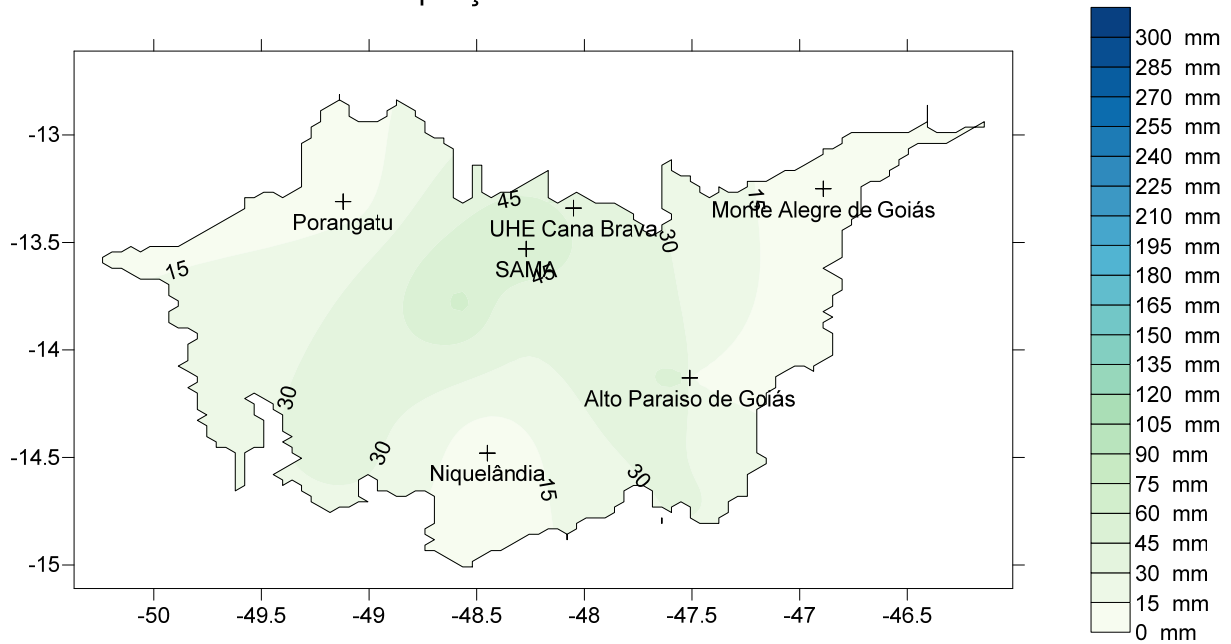 300 mm
285 mm
-13
270 mm
255 mm
240 mm
45
15
225 mm
Porangatu
UHE Cana Brava
Monte Alegre de Goiás
210 mm
-13.5
30
195 mm
15
SAMA
45
180 mm
165 mm
150 mm
-14
135 mm
30
Alto Paraiso de Goiás
120 mm
105 mm
-14.5
30
90 mm
Niquelândia
15
30
75 mm
60 mm
45 mm
-15
30 mm
15 mm
-50 -49.5 -49 -48.5 -48 -47.5 -47 -46.5
0 mm